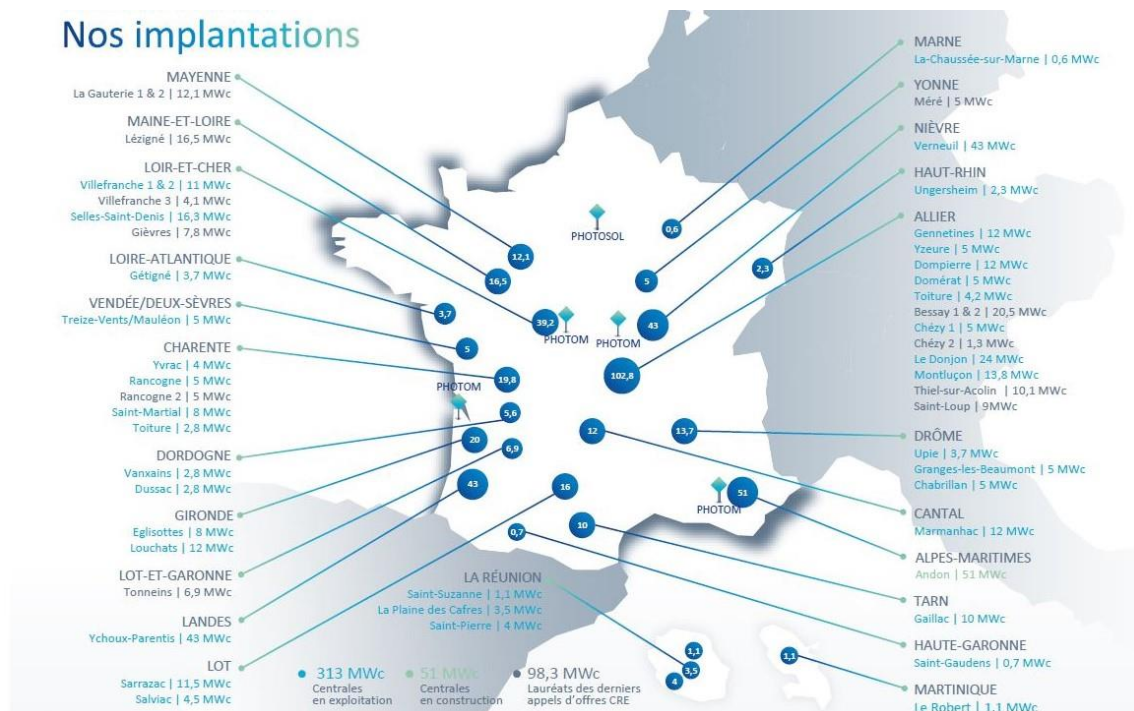 Nos implantations
MAYENNE
La Gauterie 1 & 2 | 12,1 MWc
MAINE-ET-LOIRE
Lézigné | 16,5 MWc
LOIR-ET-CHER
Villefranche 1 & 2 | 11 MWc
Villefranche 3 | 4,1 MWc
Selles-Saint-Denis | 16,3 MWc
Gièvres | 7,8 MWc
LOIRE-ATLANTIQUE
Gétigné | 3,7 MWc
VENDÉE/DEUX-SÈVRES
Treize-Vents/Mauléon | 5 MWc
CHARENTE
Yvrac | 4 MWc
Rancogne | 5 MWc
Rancogne 2 | 5 MWc
Saint-Martial | 8 MWc
Toiture | 2,8 MWc
DORDOGNE
Vanxains | 2,8 MWc
Dussac | 2,8 MWc
GIRONDE
Eglisottes | 8 MWc
Louchats | 12 MWc
LOT-ET-GARONNE
Tonneins | 6,9 MWc
LANDES
Ychoux-Parentis | 43 MWc
LOT
Sarrazac | 11,5 MWc
Salviac | 4,5 MWc
PHOTOSOL
0,6
12,1
2,3
16,5
5
3,7
39,2
PHOTOM
PHOTOM
43
5
19,8
102,8
PHOTOM
5,6
20
12
13,7
6,9
43
16
PHOTOM
51
0,7
10
LA RÉUNION
Saint-Suzanne | 1,1 MWc
La Plaine des Cafres | 3,5 MWc
Saint-Pierre | 4 MWc
1,1
3,5
4
1,1
313 MWc
Centrales
en exploitation
51 MWc
Centrales
en construction
98,3 MWc
Lauréats des derniers
appels d'offres CRE
MARNE
La-Chaussée-sur-Marne | 0,6 MWc
YONNE
Méré | 5 MWc
NIÈVRE
Verneuil | 43 MWc
HAUT-RHIN
Ungersheim | 2,3 MWc
ALLIER
Gennetines | 12 MWc
Yzeure | 5 MWc
Dompierre | 12 MWc
Domérat | 5 MWc
Toiture | 4,2 MWc
Bessay 1 & 2 | 20,5 MWc
Chézy 1 | 5 MWc
Chézy 2 | 1,3 MWc
Le Donjon | 24 MWc
Montluçon | 13,8 MWc
Thiel-sur-Acolin | 10,1 MWc
Saint-Loup | 9MWc
DRÔME
Upie | 3,7 MWc
Granges-les-Beaumont | 5 MWc
Chabrillan | 5 MWc
CANTAL
Marmanhac | 12 MWc
ALPES-MARITIMES
Andon | 51 MWc
TARN
Gaillac | 10 MWc
HAUTE-GARONNE
Saint-Gaudens | 0,7 MWc
MARTINIQUE
Le Robert | 1,1 MWc